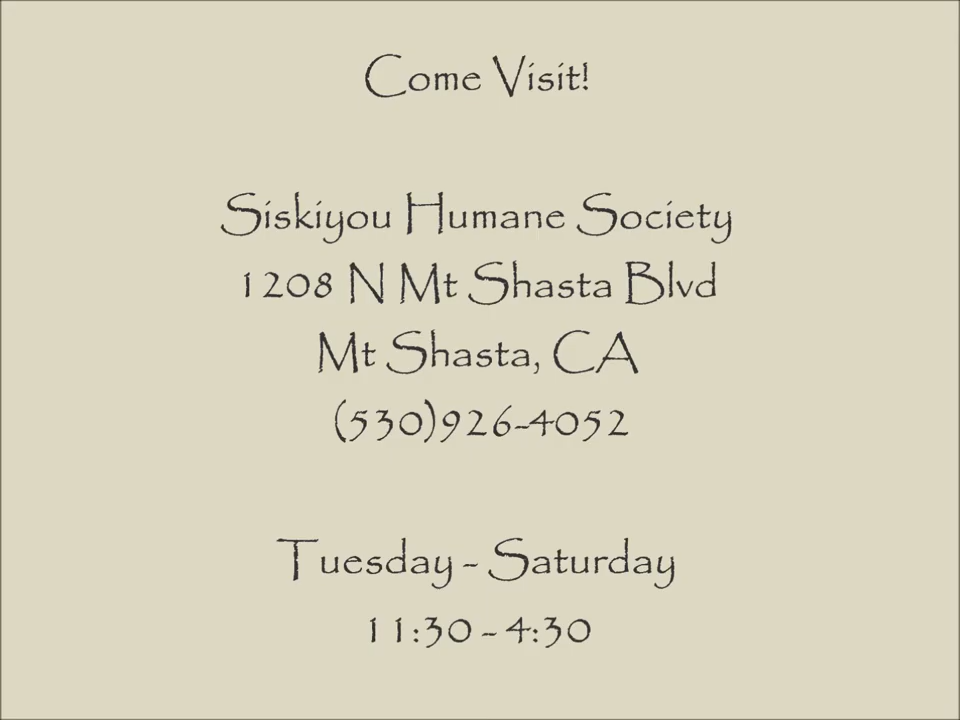 Come Visit!
Siskiyou Humane Society
1208 N Mt Shasta Blvd
Mt Shasta, CA
(530)926-4052
Tuesday - Saturday
11:30 - 4:30